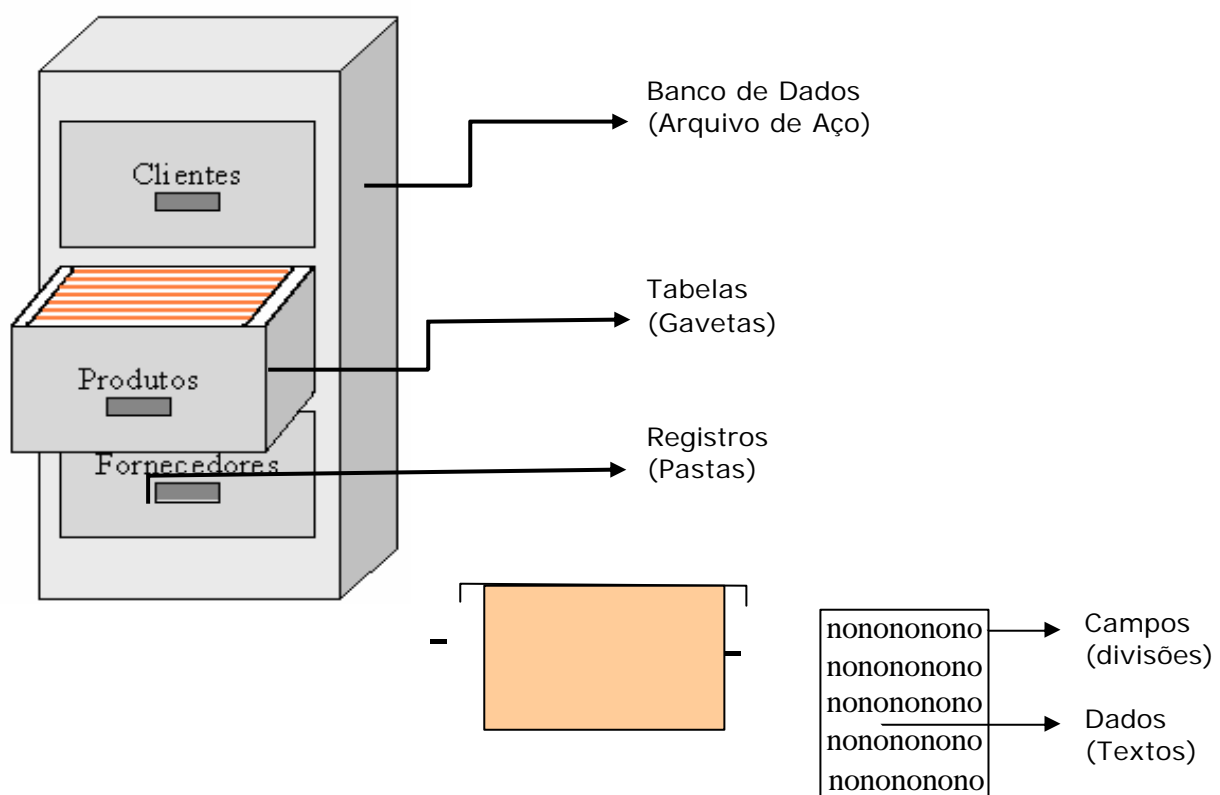 Banco de Dados
(Arquivo de Aço)
Clientes
Tabelas
(Gavetas)
Produtos
Registros
(Pastas)
Fornecedores
nonononono
Campos
(divisões)
nonononono
nonononono
Dados
(Textos)
nonononono
nonononono